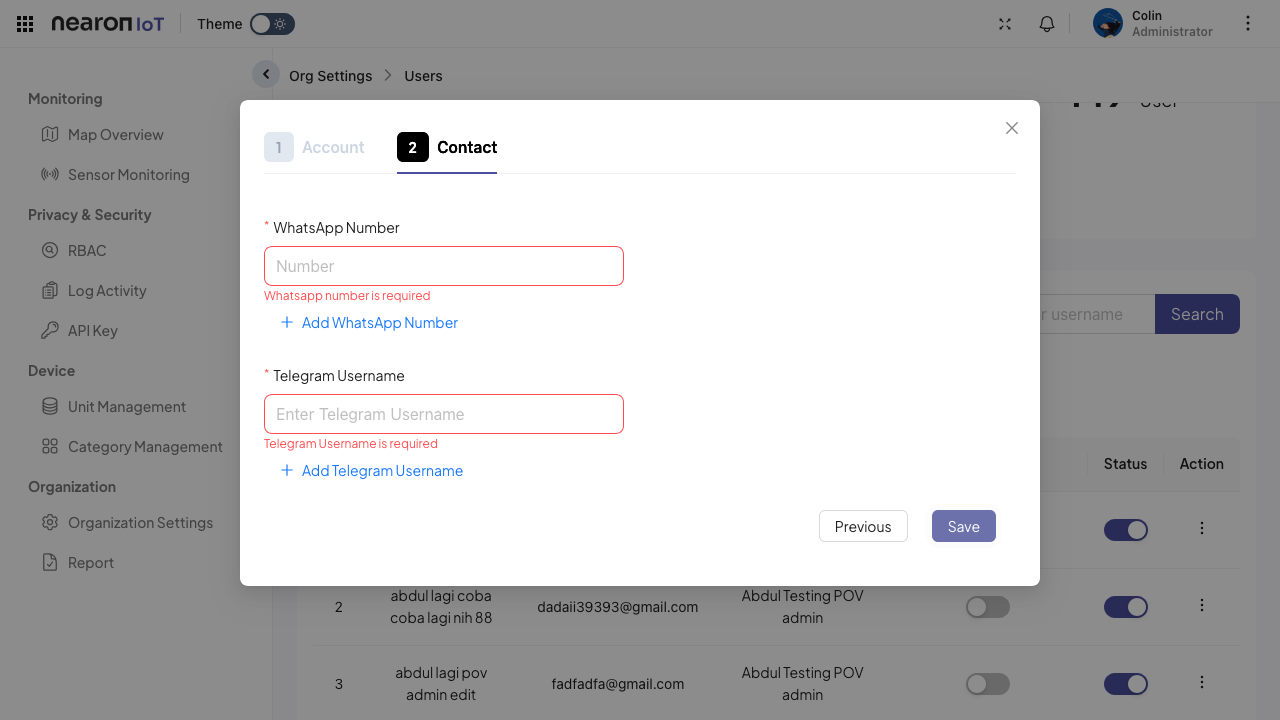 nearon IoT
Theme
Colin
Administrator
Org Settings
Users
Monitoring
Map Overview
Sensor Monitoring
Privacy & Security
RBAC
Log Activity
API Key
Device
Unit Management
Category Management
Organization
Organization Settings
Report
1 Account
2 Contact
* WhatsApp Number
Number
Whatsapp number is required
+ Add WhatsApp Number
* Telegram Username
Enter Telegram Username
Telegram Username is required
+ Add Telegram Username
Previous
Save
User
username
Search
Status
Action
2
abdul lagi coba
coba lagi nih 88
dadaii39393@gmail.com
Abdul Testing POV
admin
3
abdul lagi pov
admin edit
fadfadfa@gmail.com
Abdul Testing POV
admin